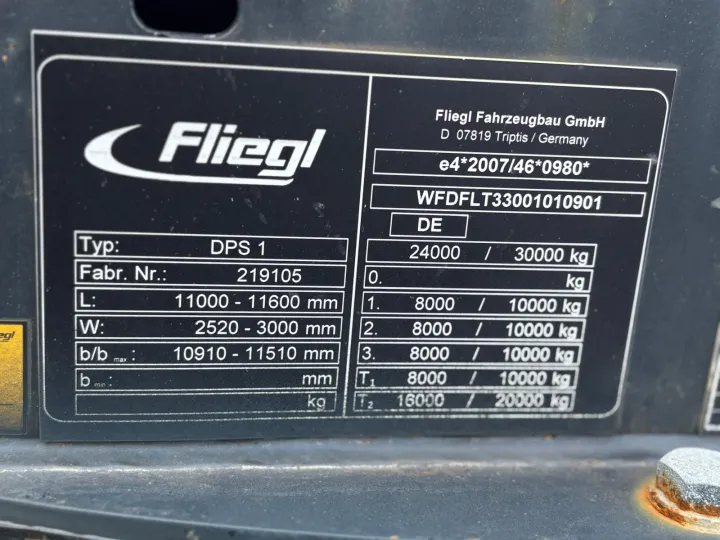 Fliegl
Fliegl Fahrzeugbau GmbH
D 07819 Triptis / Germany
e4*2007/46*0980*
WFDFLT33001010901
DE
Typ: DPS 1
Fabr. Nr.: 219105
L: 11000 - 11600 mm
W: 2520 - 3000 mm
b/b max : 10910 - 11510 mm
b min : mm
kg
24000 / 30000 kg
0. kg
1. 8000 / 10000 kg
2. 8000 / 10000 kg
3. 8000 / 10000 kg
T1 8000 / 10000 kg
T2 16000 / 20000 kg
egl